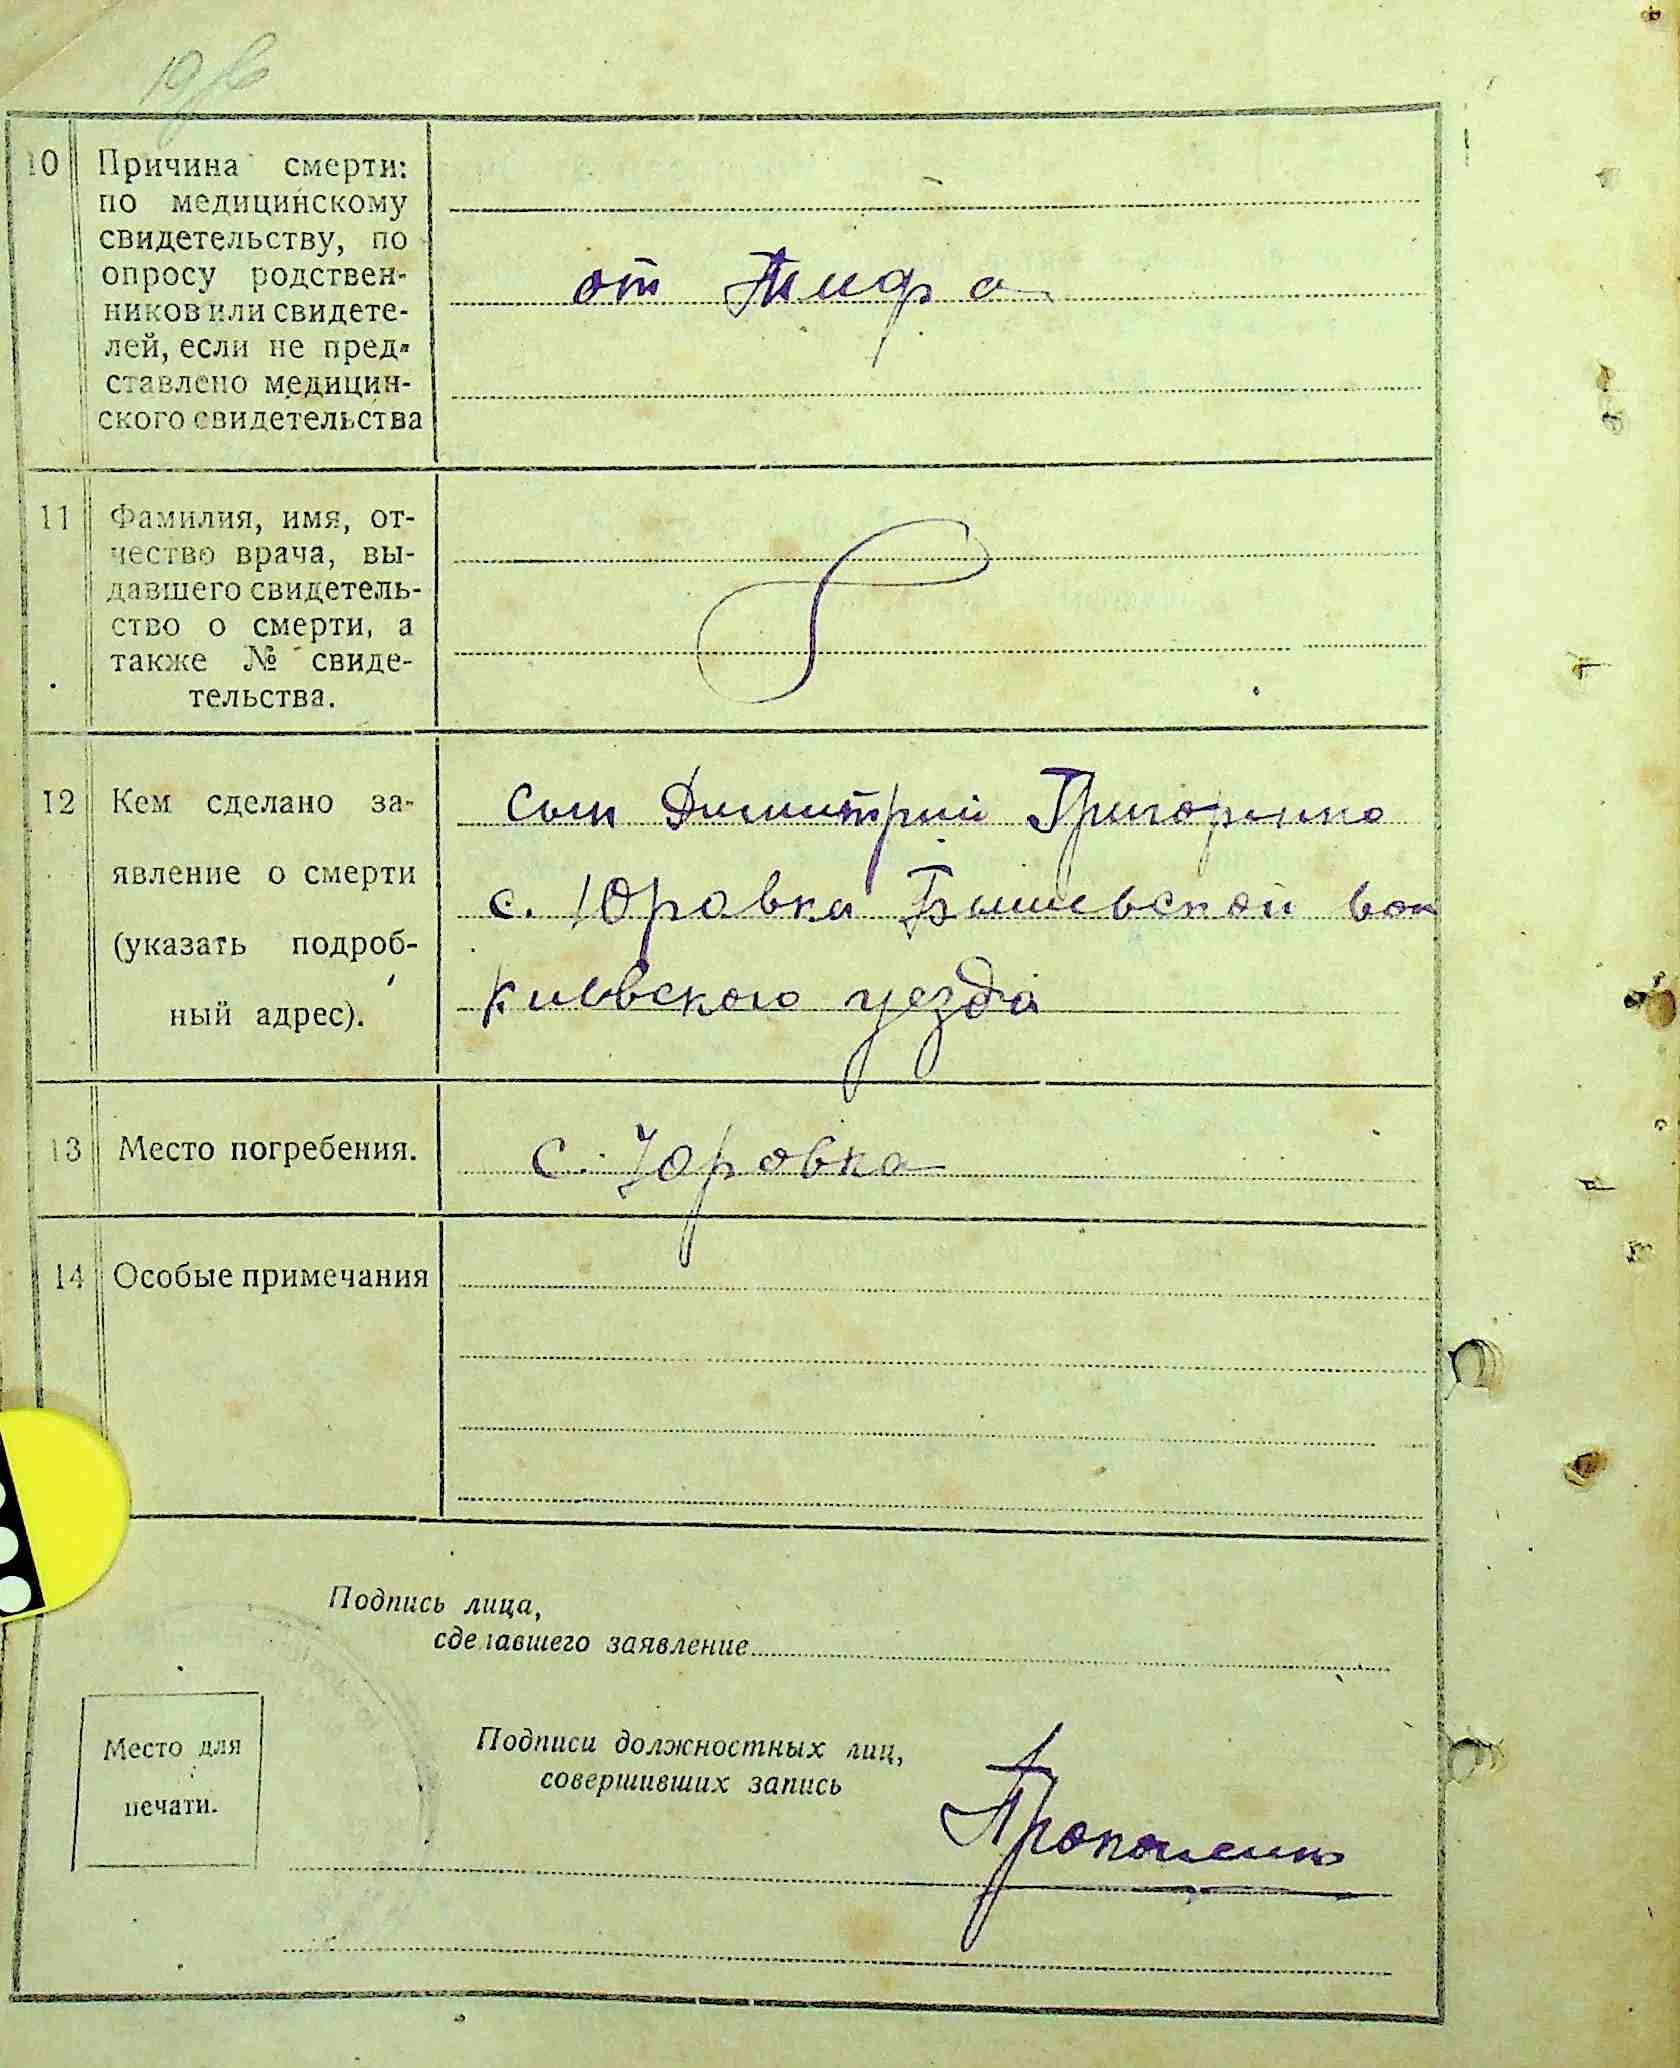 10 Причина смерти:
по медицинскому
свидетельству, по
опросу родствен-
ников или свидете-
лей, если не пред-
ставлено медицин-
ского свидетельства
от Тифа
11 Фамилия, имя, от-
чество врача, вы-
давшего свидетель-
ство о смерти, а
также № свиде-
тельства.
12 Кем сделано за-
явление о смерти
(указать подроб-
ный адрес).
Сын Димитрий Григоренко
с. Юровка Бышевской вол
Киевского уезда
13 Место погребения.
с. Юровка
14 Особые примечания
Подпись лица,
сделавшего заявление
Место для
печати.
Подписи должностных лиц,
совершивших запись